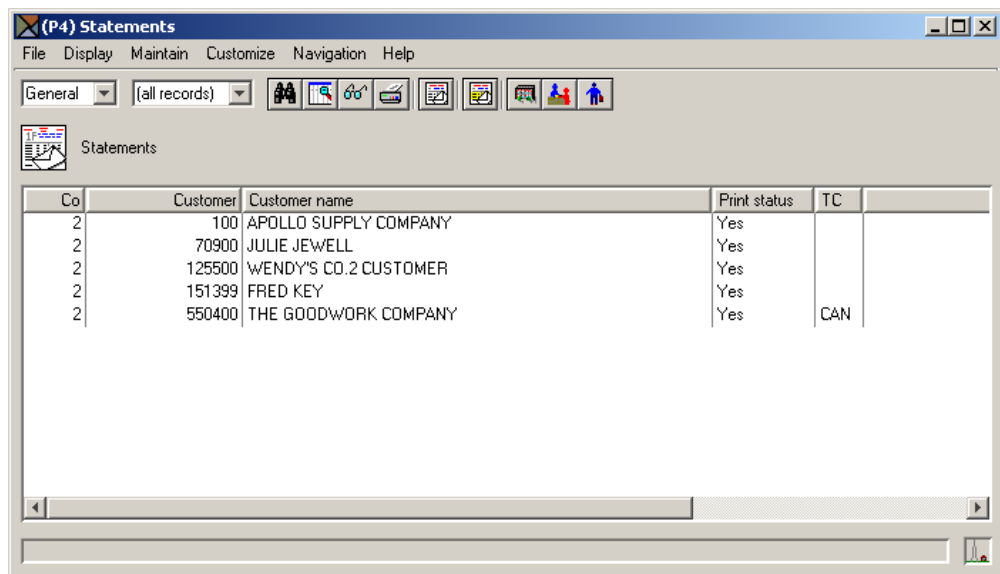 (P4) Statements
File Display Maintain Customize Navigation Help
General (all records)
Statements
Co Customer Customer name Print status TC
2 100 APOLLO SUPPLY COMPANY Yes
2 70900 JULIE JEWELL Yes
2 125500 WENDY'S CO.2 CUSTOMER Yes
2 151399 FRED KEY Yes
2 550400 THE GOODWORK COMPANY Yes CAN